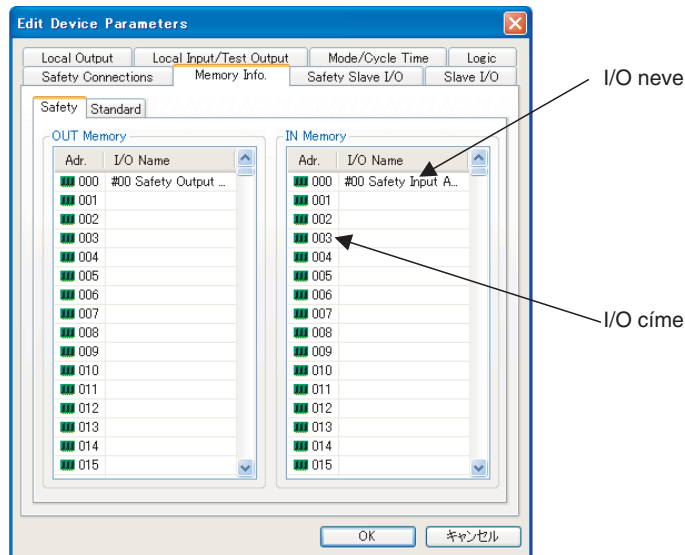 Edit Device Parameters
Local Output Local Input/Test Output Mode/Cycle Time Logic
Safety Connections Memory Info. Safety Slave I/O Slave I/O
Safety Standard
OUT Memory
Adr. I/O Name
000 #00 Safety Output ...
001
002
003
004
005
006
007
008
009
010
011
012
013
014
015
IN Memory
Adr. I/O Name
000 #00 Safety Input A...
001
002
003
004
005
006
007
008
009
010
011
012
013
014
015
I/O neve
I/O címe
OK キャンセル